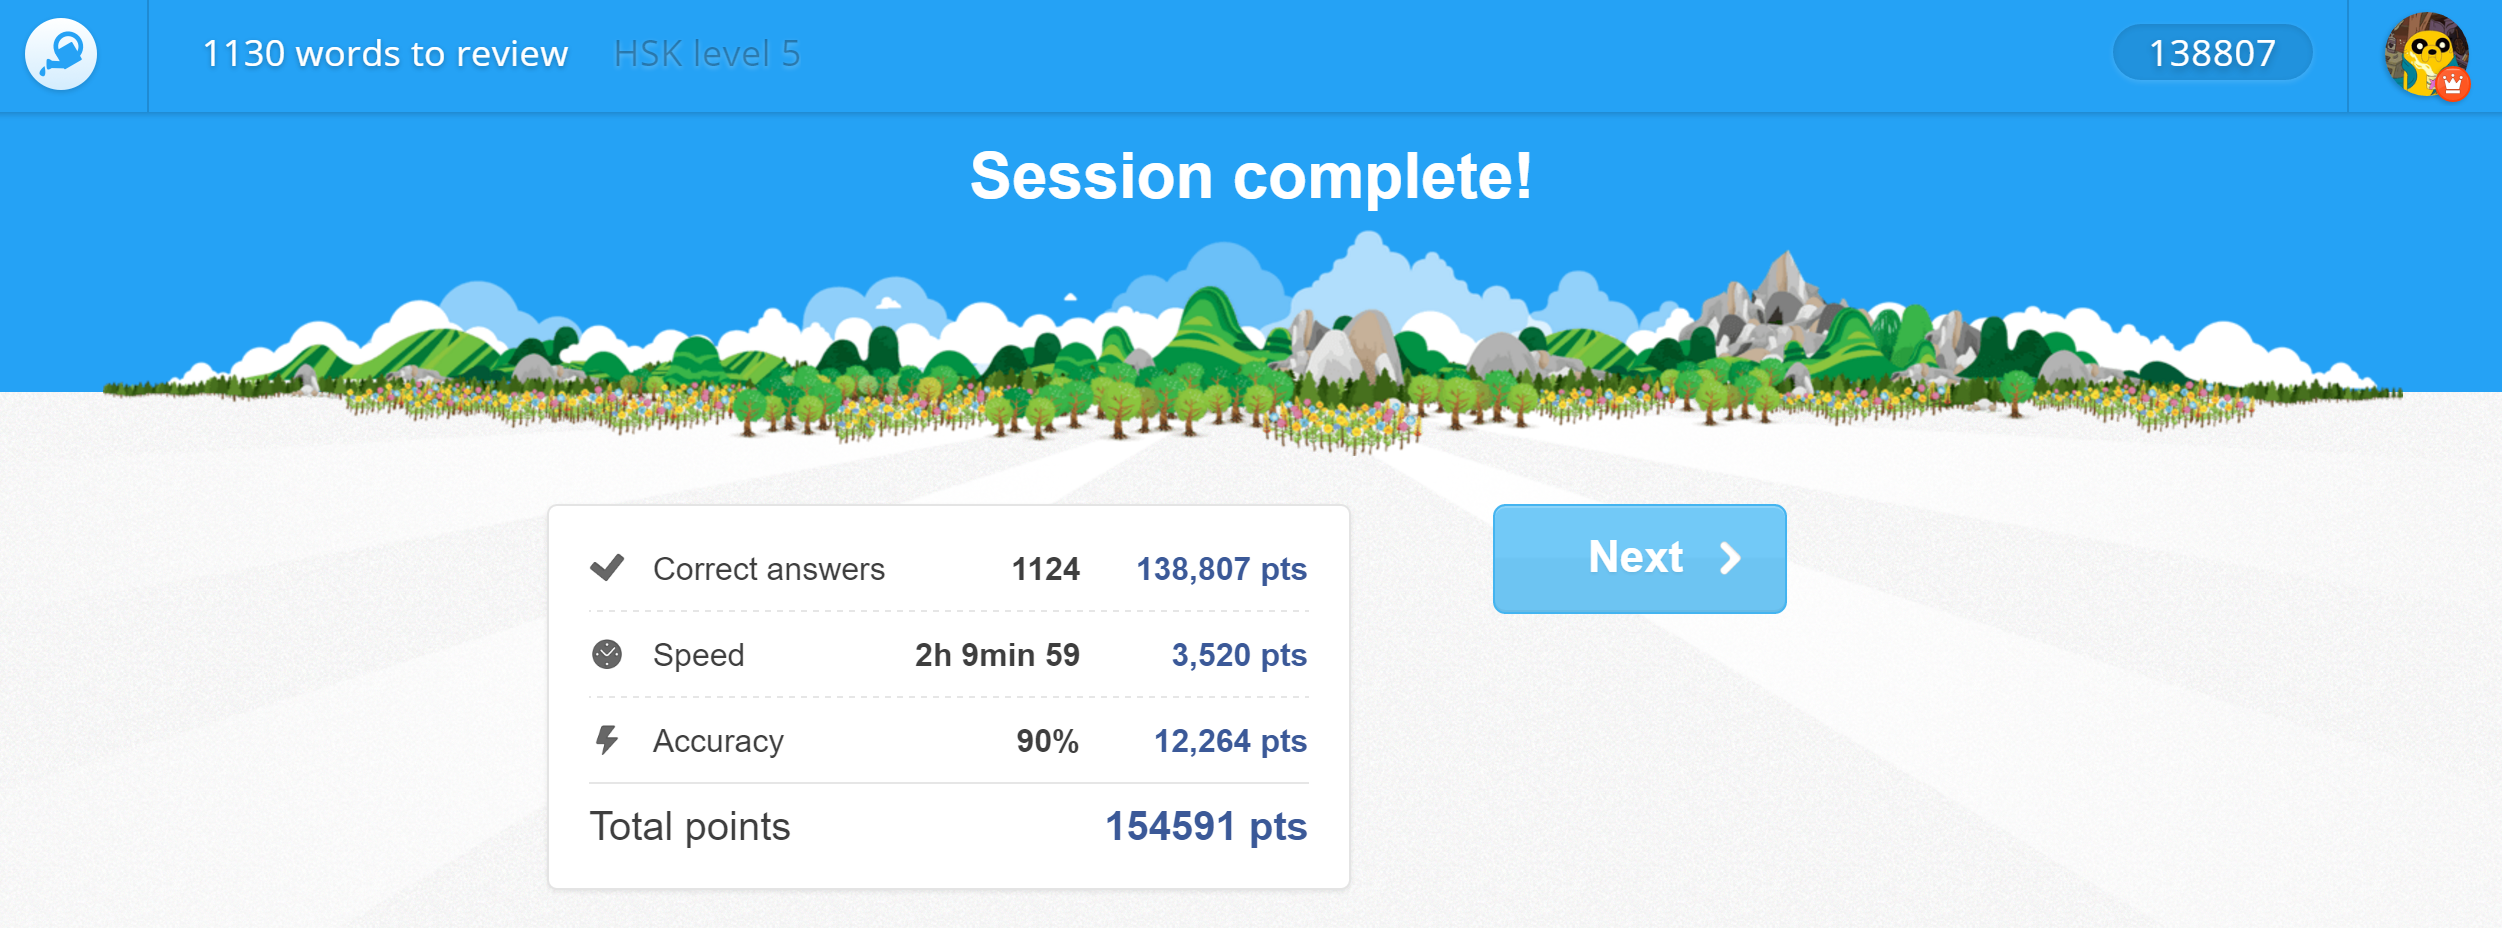 1130 words to review HSK level 5 138807
Session complete!
Correct answers 1124 138,807 pts
Speed 2h 9min 59 3,520 pts
Accuracy 90% 12,264 pts
Total points 154591 pts
Next